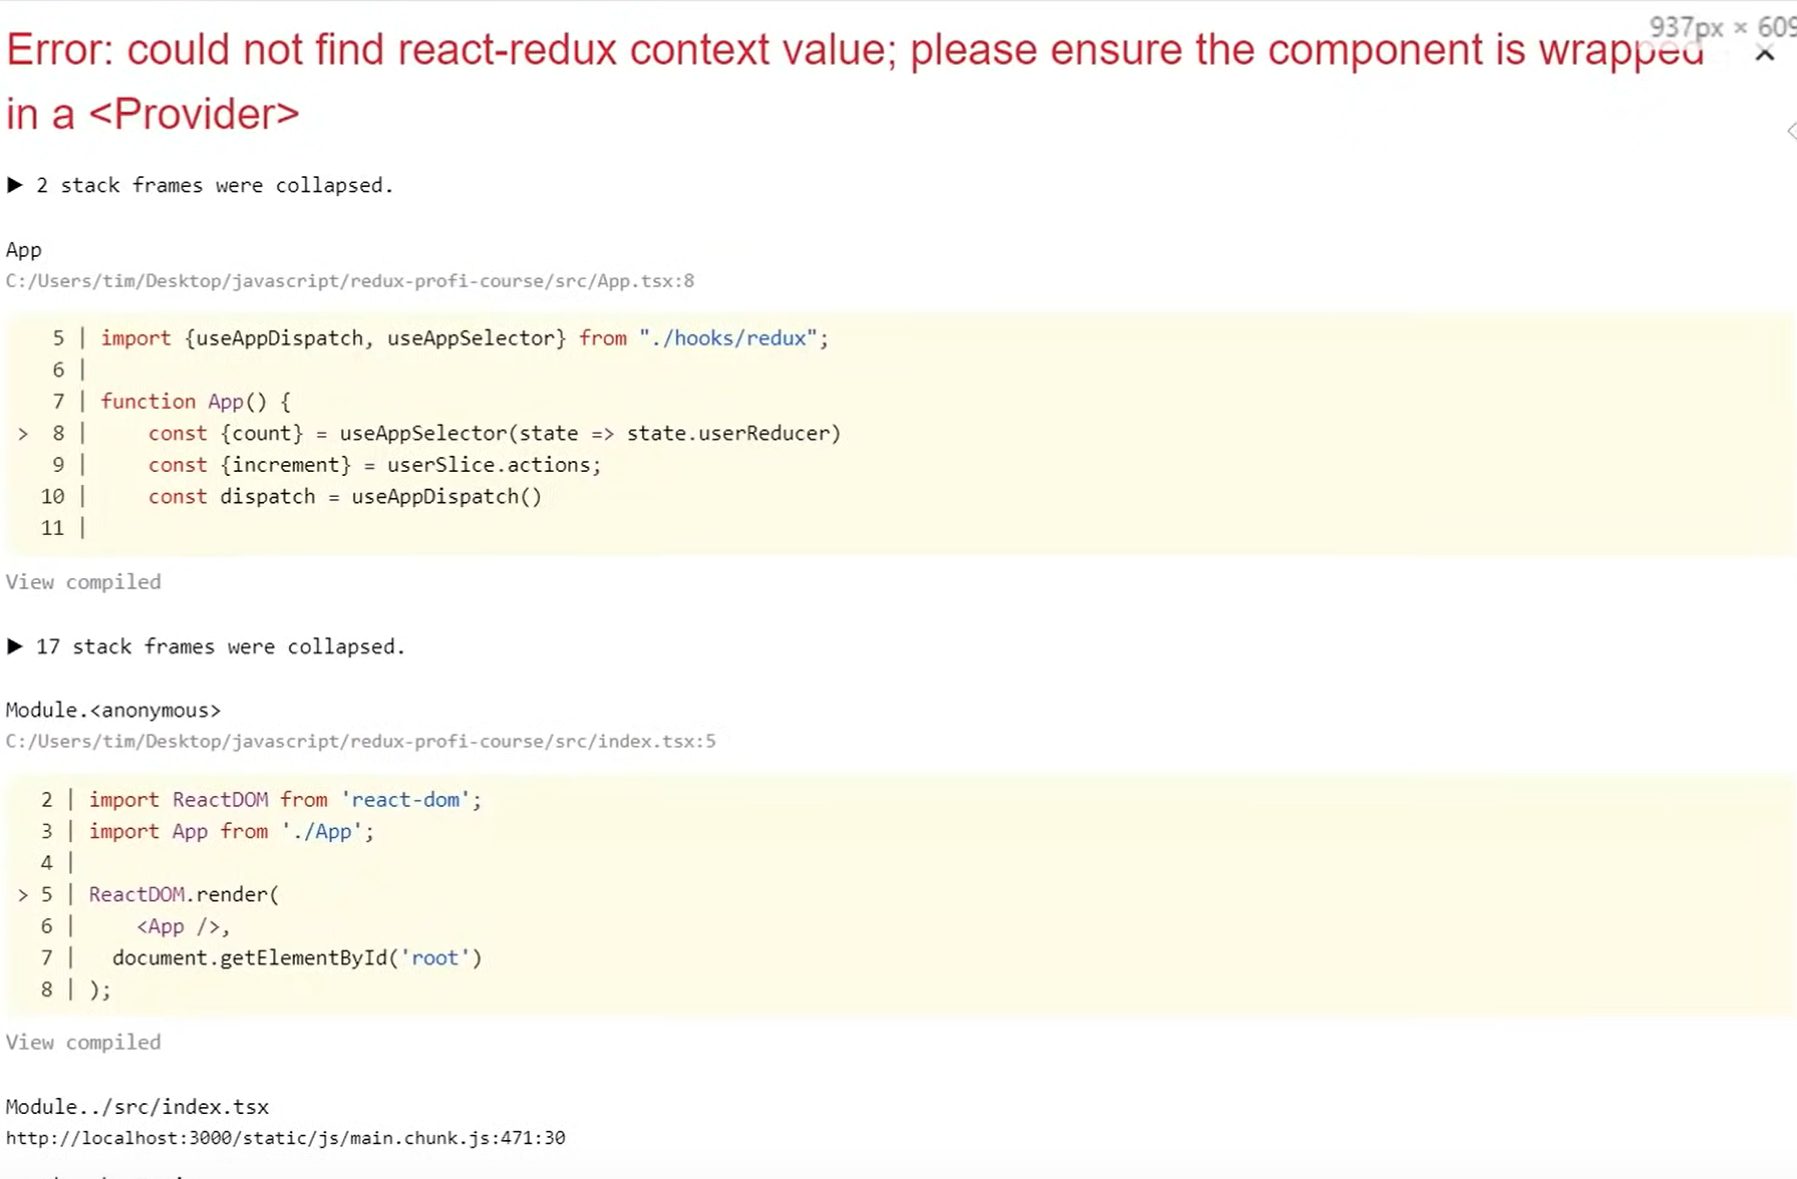 937px × 609
Error: could not find react-redux context value; please ensure the component is wrapped
in a <Provider>
▶ 2 stack frames were collapsed.
App
C:/Users/tim/Desktop/javascript/redux-profi-course/src/App.tsx:8
5 | import {useAppDispatch, useAppSelector} from "./hooks/redux";
6 |
7 | function App() {
> 8 |     const {count} = useAppSelector(state => state.userReducer)
9 |     const {increment} = userSlice.actions;
10 |     const dispatch = useAppDispatch()
11 |
View compiled
▶ 17 stack frames were collapsed.
Module.<anonymous>
C:/Users/tim/Desktop/javascript/redux-profi-course/src/index.tsx:5
2 | import ReactDOM from 'react-dom';
3 | import App from './App';
4 |
> 5 | ReactDOM.render(
6 |     <App />,
7 |   document.getElementById('root')
8 | );
View compiled
Module../src/index.tsx
http://localhost:3000/static/js/main.chunk.js:471:30